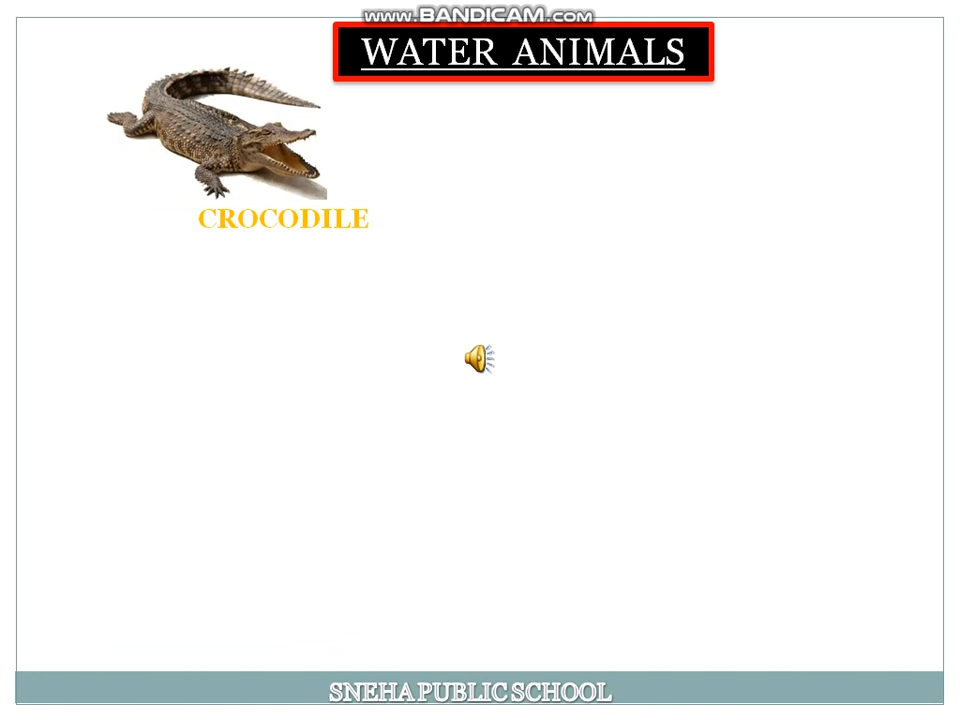 www.BANDICAM.com
WATER ANIMALS
CROCODILE
SNEHA PUBLIC SCHOOL